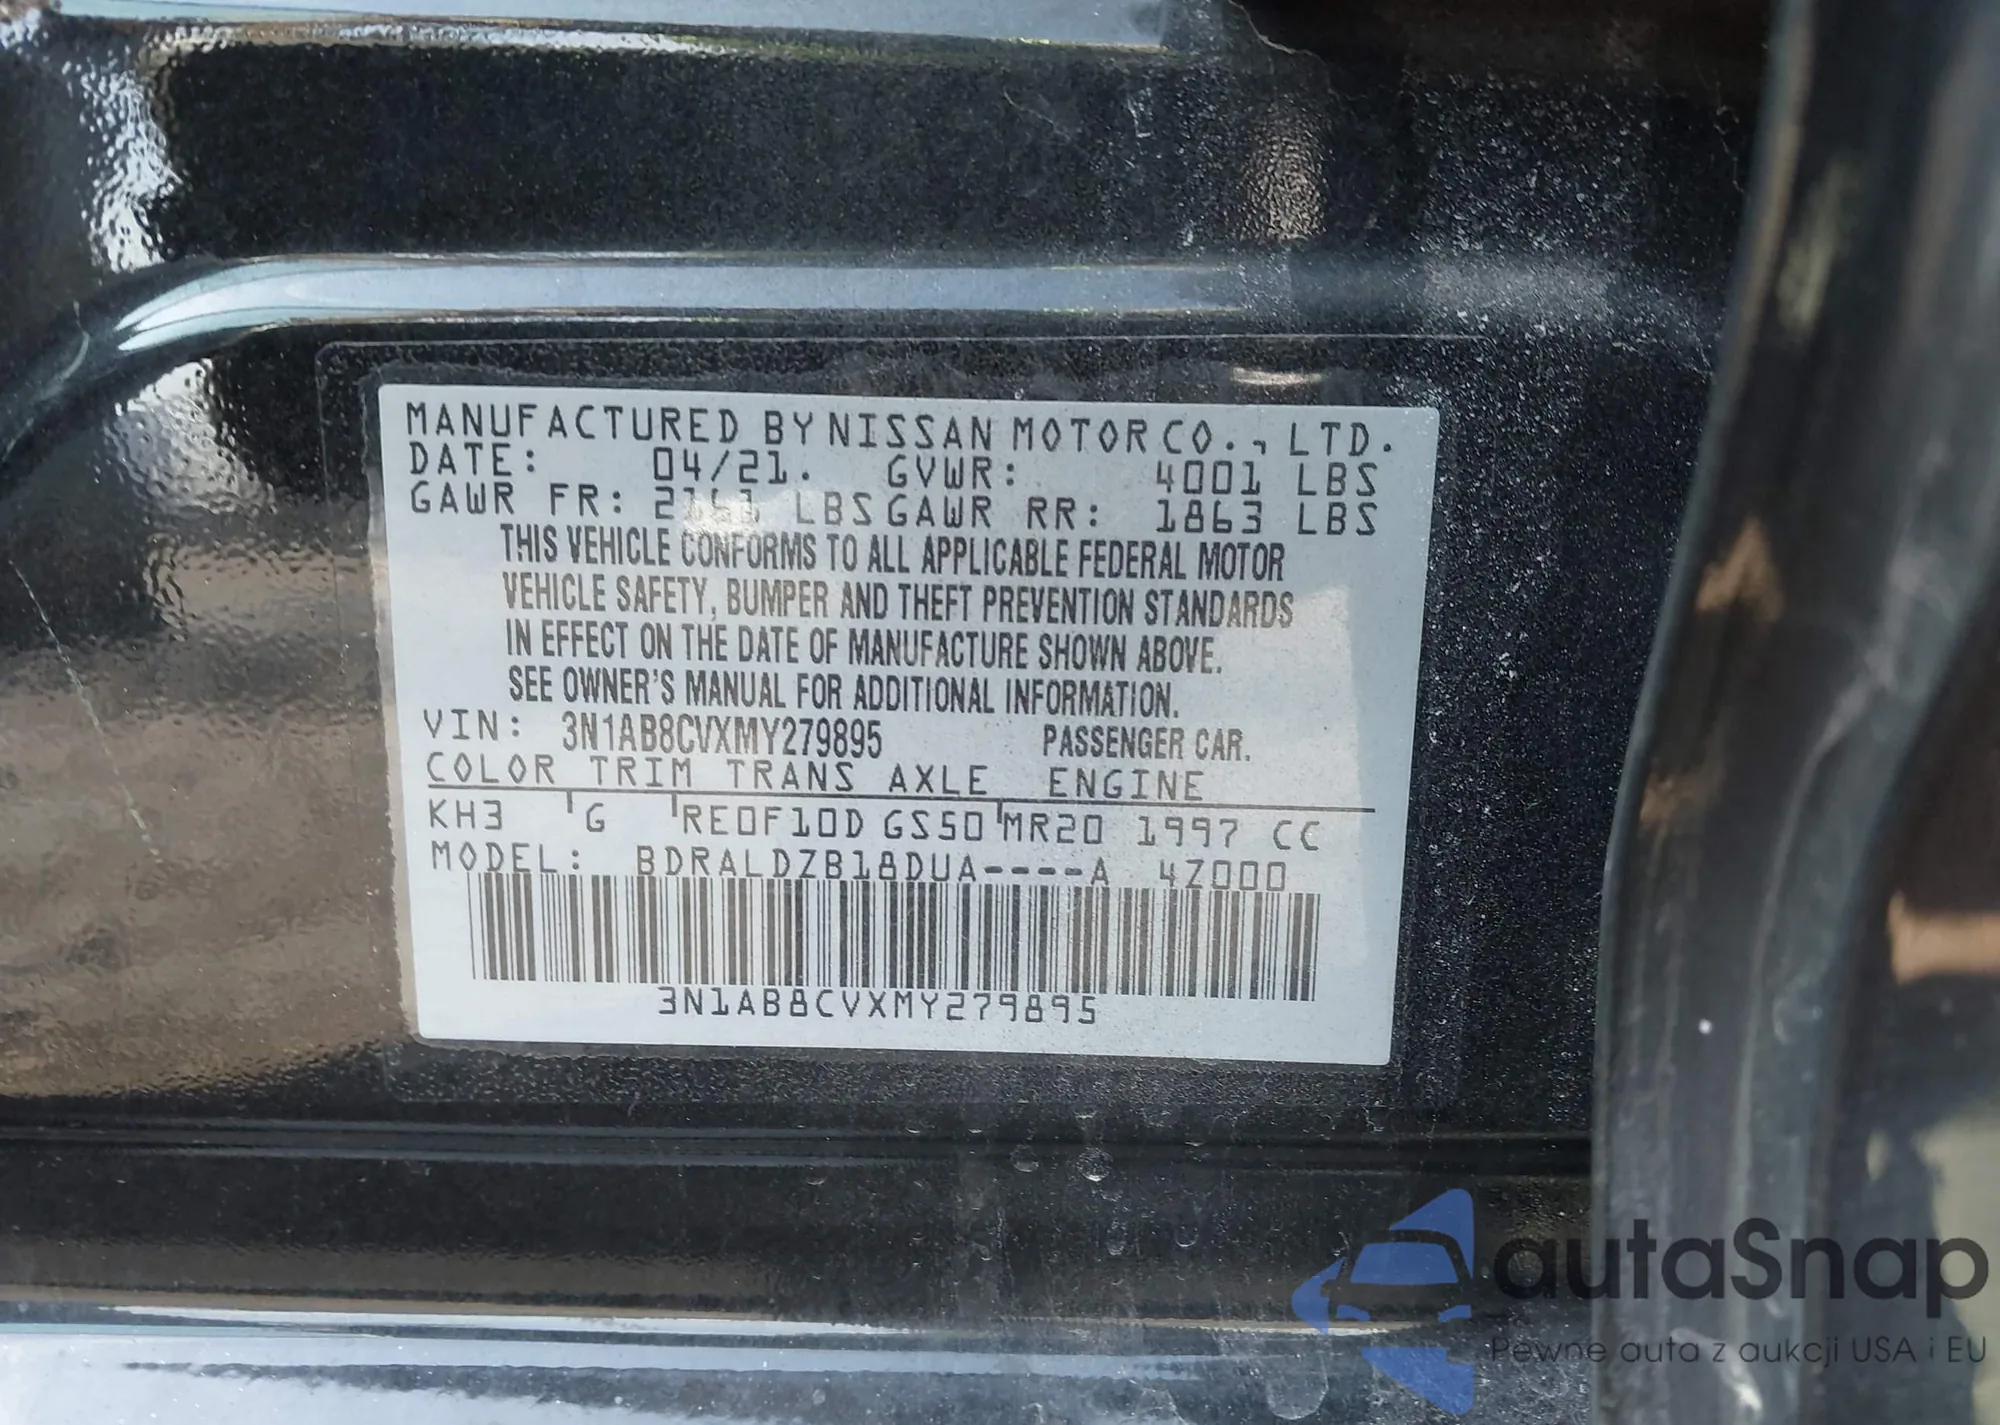 MANUFACTURED BY NISSAN MOTOR CO., LTD.
DATE: 04/21. GVWR: 4001 LBS
GAWR FR: 2161 LBS GAWR RR: 1863 LBS
THIS VEHICLE CONFORMS TO ALL APPLICABLE FEDERAL MOTOR
VEHICLE SAFETY, BUMPER AND THEFT PREVENTION STANDARDS
IN EFFECT ON THE DATE OF MANUFACTURE SHOWN ABOVE.
SEE OWNER'S MANUAL FOR ADDITIONAL INFORMATION.
VIN: 3N1AB8CVXMY279895 PASSENGER CAR.
COLOR TRIM TRANS AXLE ENGINE
KH3 G RE0F10D GS50 MR20 1997 CC
MODEL: BDRALDZB18DUA----A 4Z000
3N1AB8CVXMY279895
autaSnap
Pewne auta z aukcji USA i EU